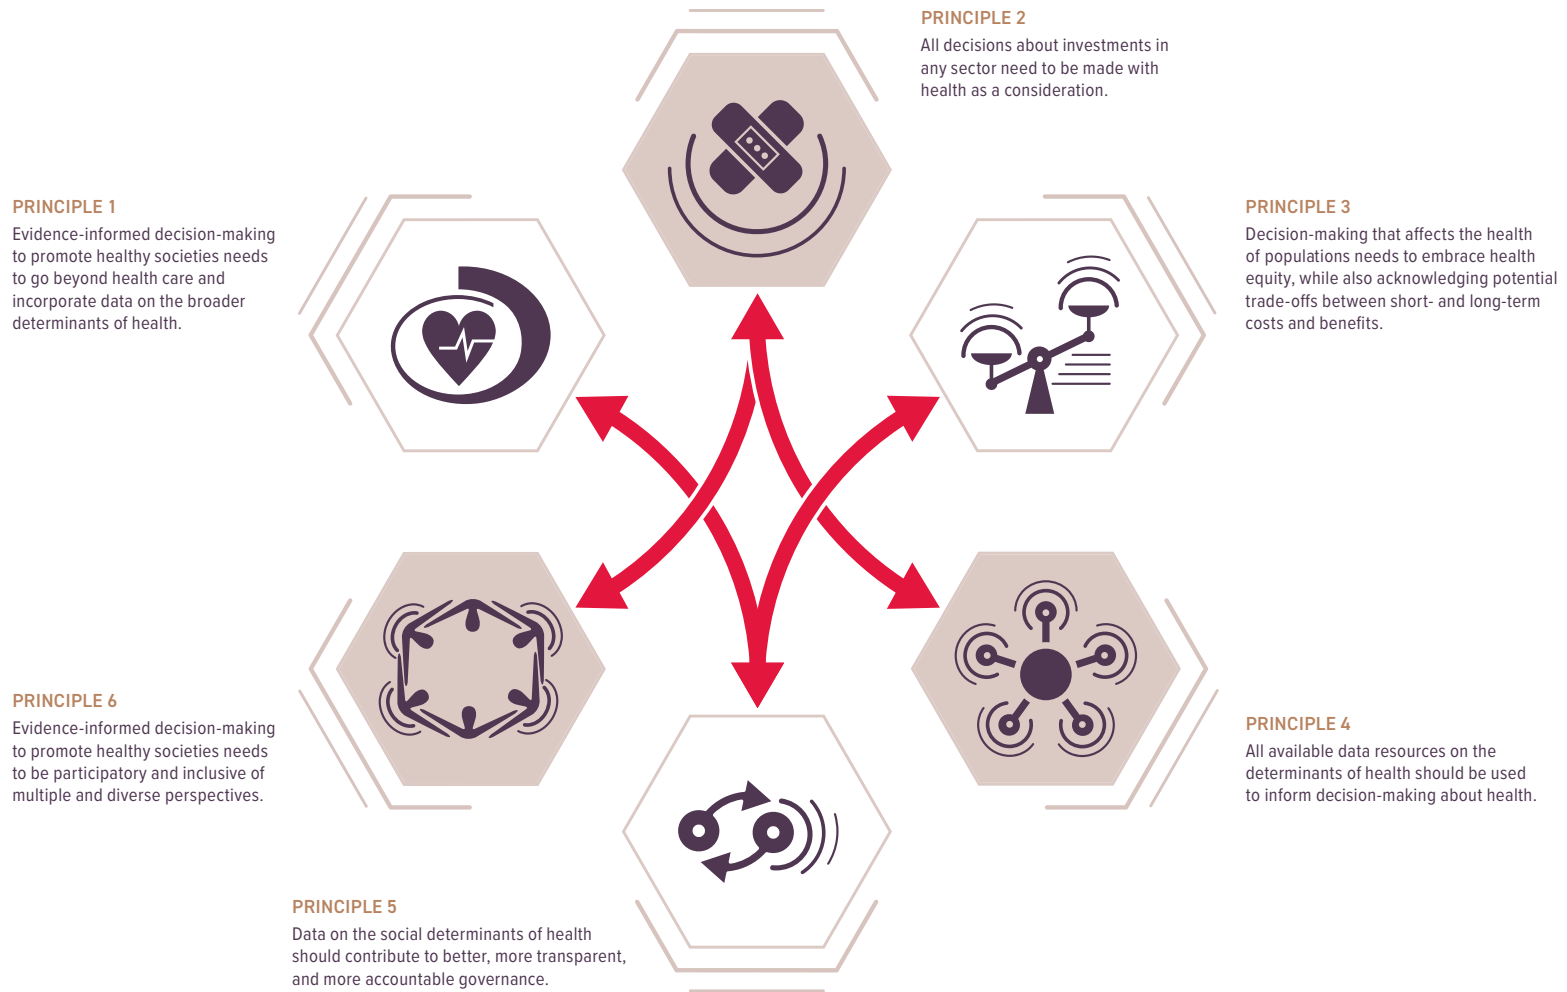 PRINCIPLE 1
Evidence-informed decision-making
to promote healthy societies needs
to go beyond health care and
incorporate data on the broader
determinants of health.
PRINCIPLE 2
All decisions about investments in
any sector need to be made with
health as a consideration.
PRINCIPLE 3
Decision-making that affects the health
of populations needs to embrace health
equity, while also acknowledging potential
trade-offs between short- and long-term
costs and benefits.
PRINCIPLE 4
All available data resources on the
determinants of health should be used
to inform decision-making about health.
PRINCIPLE 5
Data on the social determinants of health
should contribute to better, more transparent,
and more accountable governance.
PRINCIPLE 6
Evidence-informed decision-making
to promote healthy societies needs
to be participatory and inclusive of
multiple and diverse perspectives.